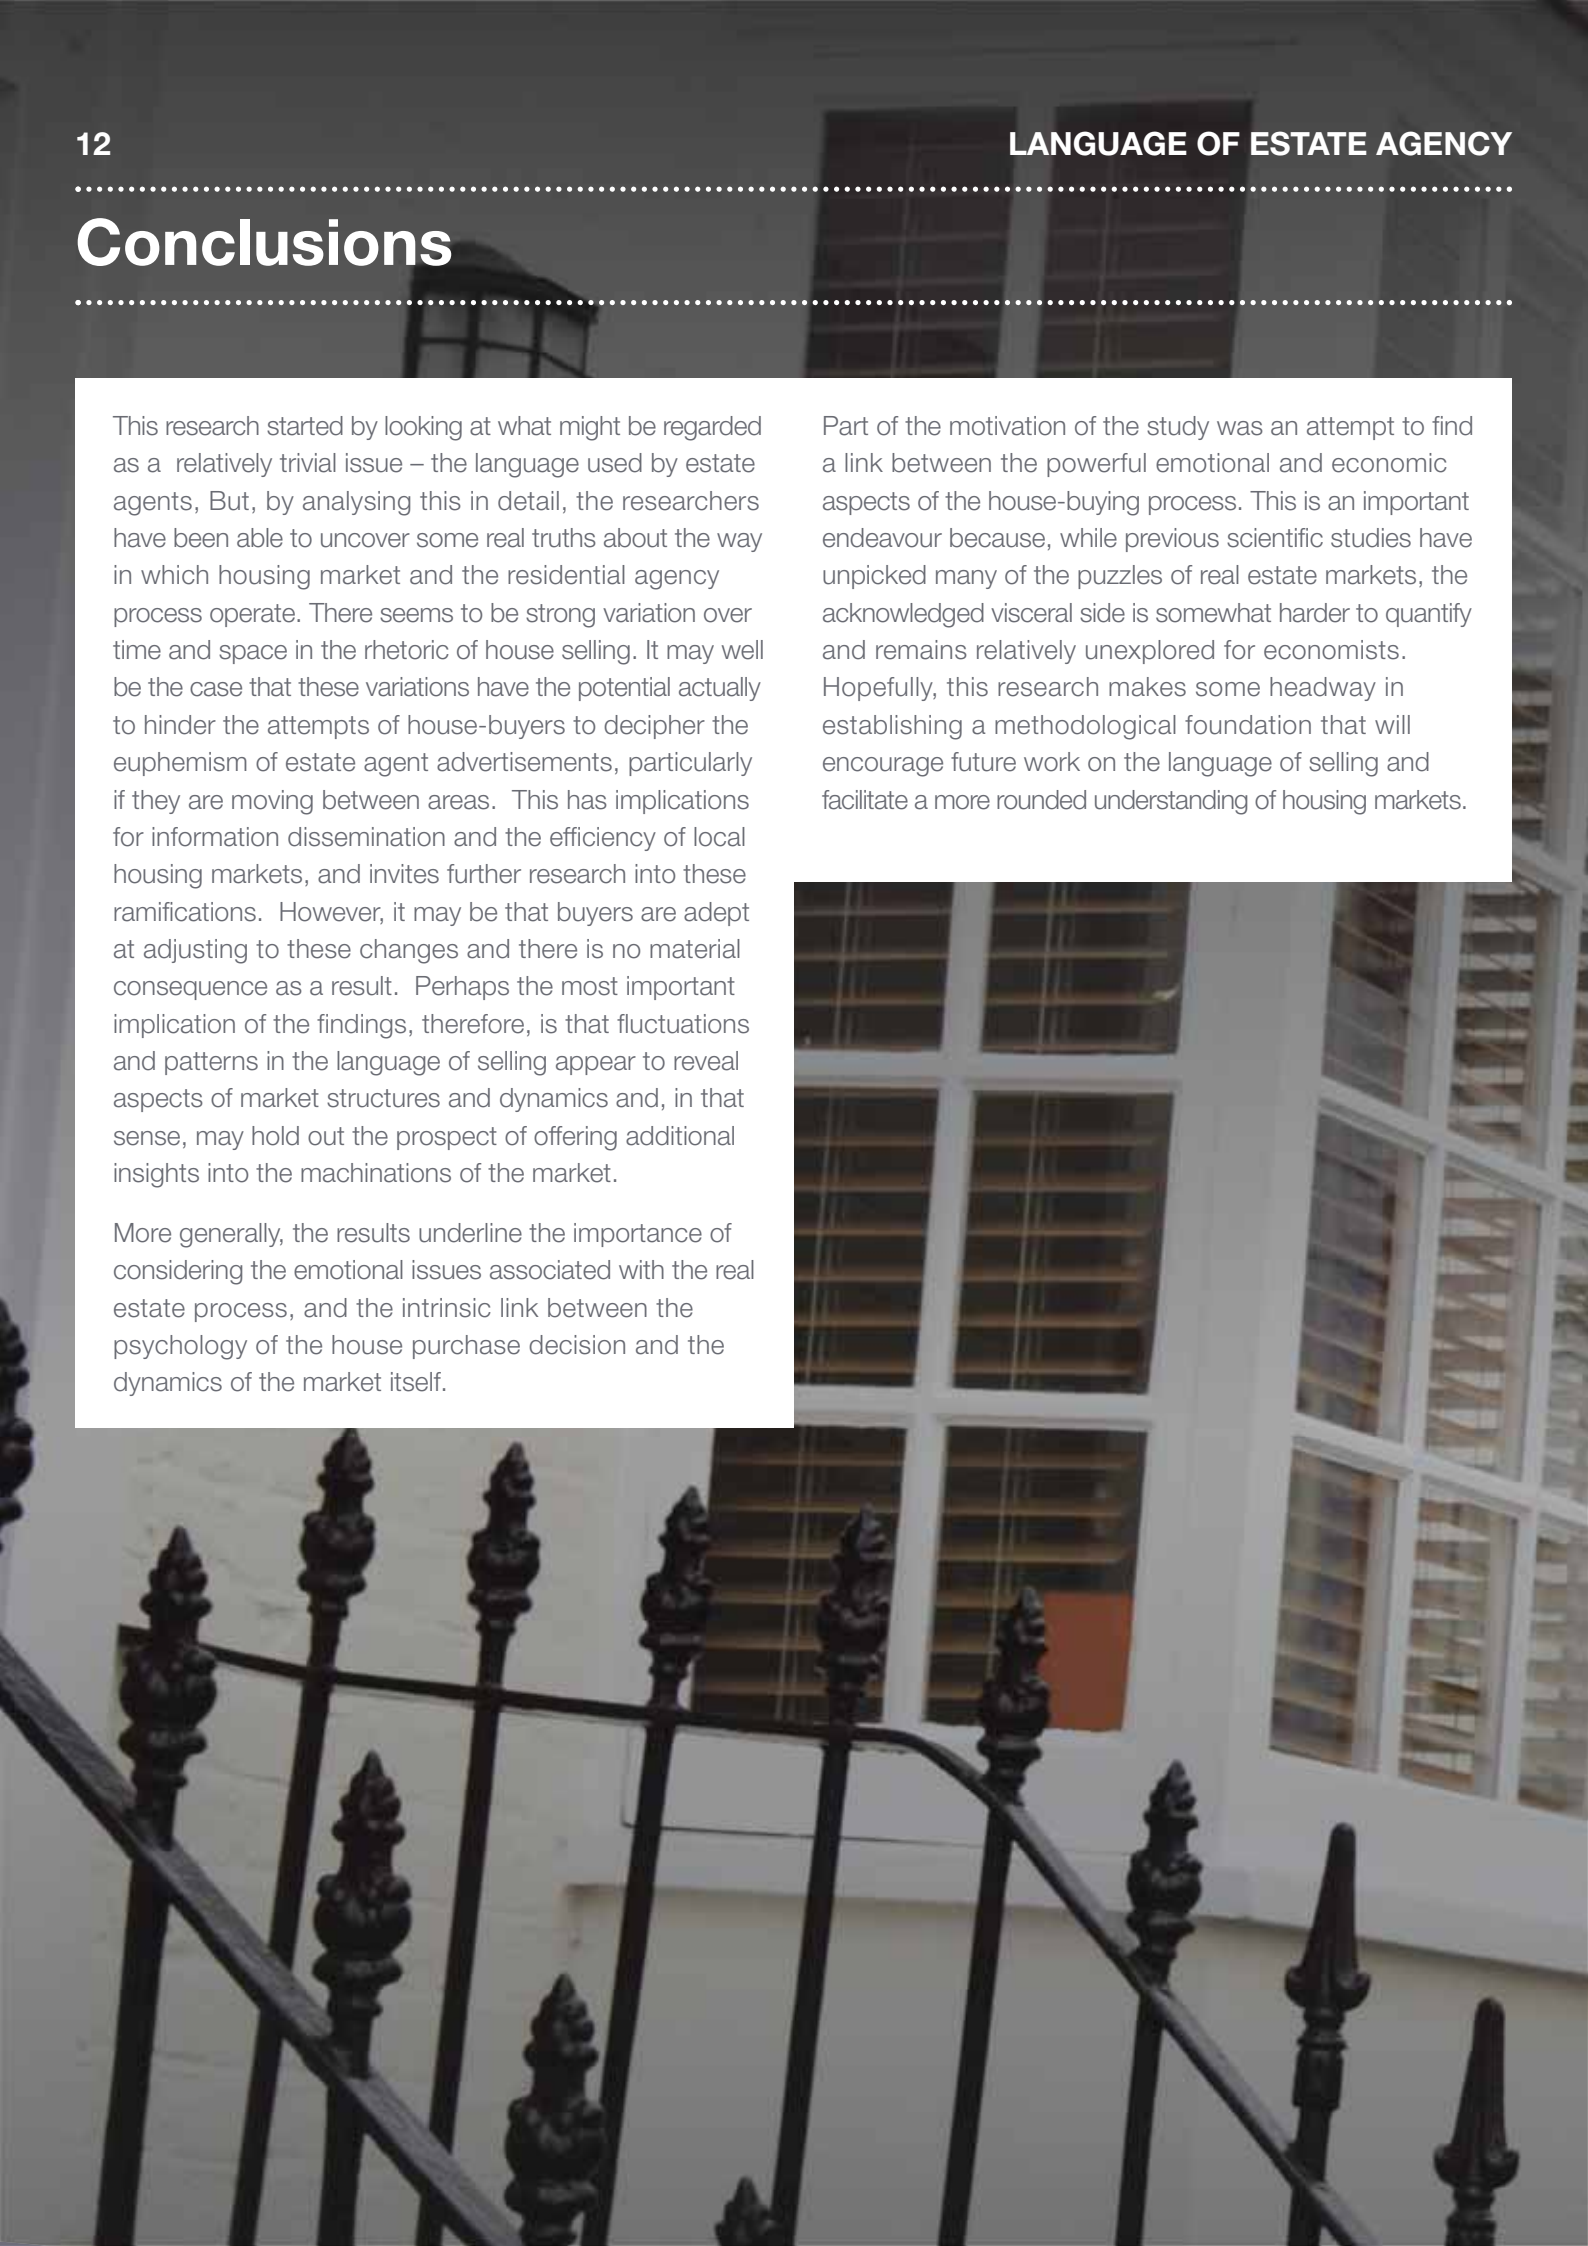 12
LANGUAGE OF ESTATE AGENCY
Conclusions
This research started by looking at what might be regarded
as a  relatively trivial issue – the language used by estate
agents, But, by analysing this in detail, the researchers
have been able to uncover some real truths about the way
in which housing market and the residential agency
process operate. There seems to be strong variation over
time and space in the rhetoric of house selling. It may well
be the case that these variations have the potential actually
to hinder the attempts of house-buyers to decipher the
euphemism of estate agent advertisements, particularly
if they are moving between areas.  This has implications
for information dissemination and the efficiency of local
housing markets, and invites further research into these
ramifications.  However, it may be that buyers are adept
at adjusting to these changes and there is no material
consequence as a result.  Perhaps the most important
implication of the findings, therefore, is that fluctuations
and patterns in the language of selling appear to reveal
aspects of market structures and dynamics and, in that
sense, may hold out the prospect of offering additional
insights into the machinations of the market.
More generally, the results underline the importance of
considering the emotional issues associated with the real
estate process, and the intrinsic link between the
psychology of the house purchase decision and the
dynamics of the market itself.
Part of the motivation of the study was an attempt to find
a link between the powerful emotional and economic
aspects of the house-buying process. This is an important
endeavour because, while previous scientific studies have
unpicked many of the puzzles of real estate markets, the
acknowledged visceral side is somewhat harder to quantify
and remains relatively unexplored for economists.
Hopefully, this research makes some headway in
establishing a methodological foundation that will
encourage future work on the language of selling and
facilitate a more rounded understanding of housing markets.